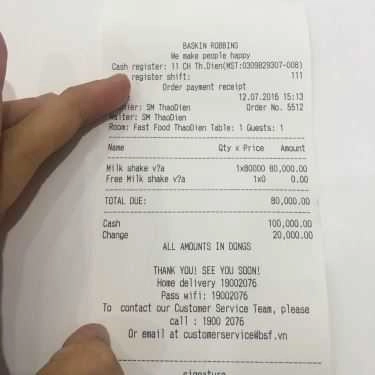 BASKIN ROBBING
We make people happy
Cash register: 11 CH Th.Dien(MST:0309829307-008)
register shift: 111
Order payment receipt
12.07.2016 15:13
SM ThaoDien Order No. 5512
Waiter: SM ThaoDien
Room: Fast Food ThaoDien Table: 1 Guests: 1
Name Qty x Price Amount
Milk shake v?a 1x80000 80,000.00
Free Milk shake v?a 1x0 0.00
TOTAL DUE: 80,000.00
Cash 100,000.00
Change 20,000.00
ALL AMOUNTS IN DONGS
THANK YOU! SEE YOU SOON!
Home delivery 19002076
Pass wifi: 19002076
To contact our Customer Service Team, please
call : 1900 2076
Or email at customerservice@bsf.vn
signature